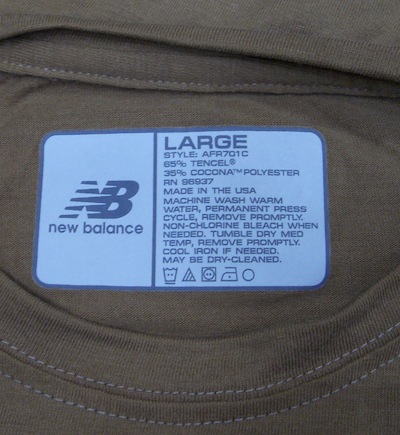 NB
new balance
LARGE
STYLE: AFR701C
65% TENCEL®
35% COCONA™ POLYESTER
RN 96937
MADE IN THE USA
MACHINE WASH WARM
WATER, PERMANENT PRESS
CYCLE, REMOVE PROMPTLY.
NON-CHLORINE BLEACH WHEN
NEEDED. TUMBLE DRY MED
TEMP, REMOVE PROMPTLY.
COOL IRON IF NEEDED.
MAY BE DRY-CLEANED.